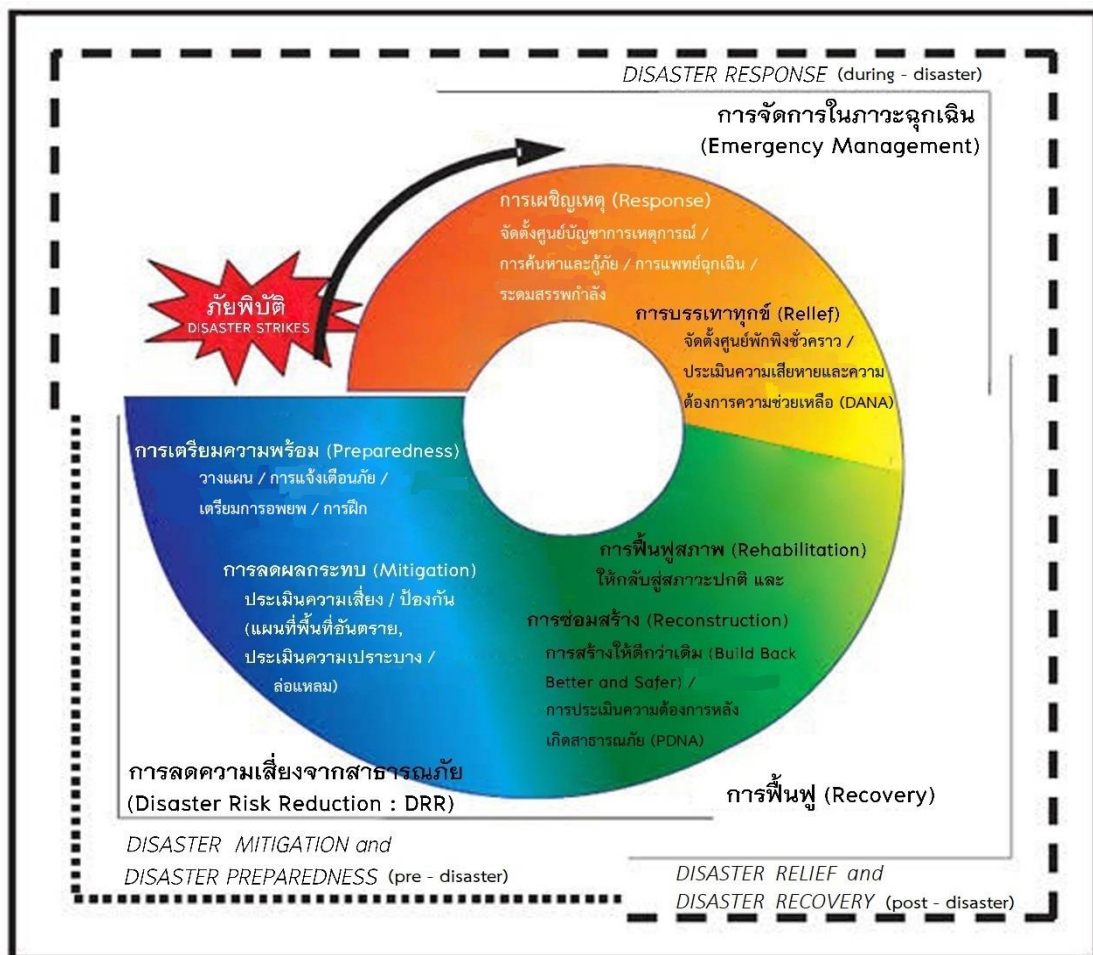 DISASTER RESPONSE (during - disaster)
การจัดการในภาวะฉุกเฉิน
(Emergency Management)
การเผชิญเหตุ (Response)
จัดตั้งศูนย์บัญชาการเหตุการณ์ /
การค้นหาและกู้ภัย / การแพทย์ฉุกเฉิน /
ระดมสรรพกำลัง
ภัยพิบัติ
DISASTER STRIKES
การบรรเทาทุกข์ (Rellef)
จัดตั้งศูนย์พักพิงชั่วคราว /
ประเมินความเสียหายและความ
ต้องการความช่วยเหลือ (DANA)
การเตรียมความพร้อม (Preparedness)
วางแผน / การแจ้งเตือนภัย /
เตรียมการอพยพ / การฝึก
การลดผลกระทบ (Mitigation)
ประเมินความเสี่ยง / ป้องกัน
(แผนที่พื้นที่อันตราย,
ประเมินความเปราะบาง /
ล่อแหลม)
การฟื้นฟูสภาพ (Rehabilitation)
ให้กลับสู่สภาวะปกติ และ
การซ่อมสร้าง (Reconstruction)
การสร้างให้ดีกว่าเดิม (Build Back
Better and Safer) /
การประเมินความต้องการหลัง
เกิดสาธารณภัย (PDNA)
การลดความเสี่ยงจากสาธารณภัย
(Disaster Risk Reduction : DRR)
การฟื้นฟู (Recovery)
DISASTER MITIGATION and
DISASTER PREPAREDNESS (pre - disaster)
DISASTER RELIEF and
DISASTER RECOVERY (post - disaster)